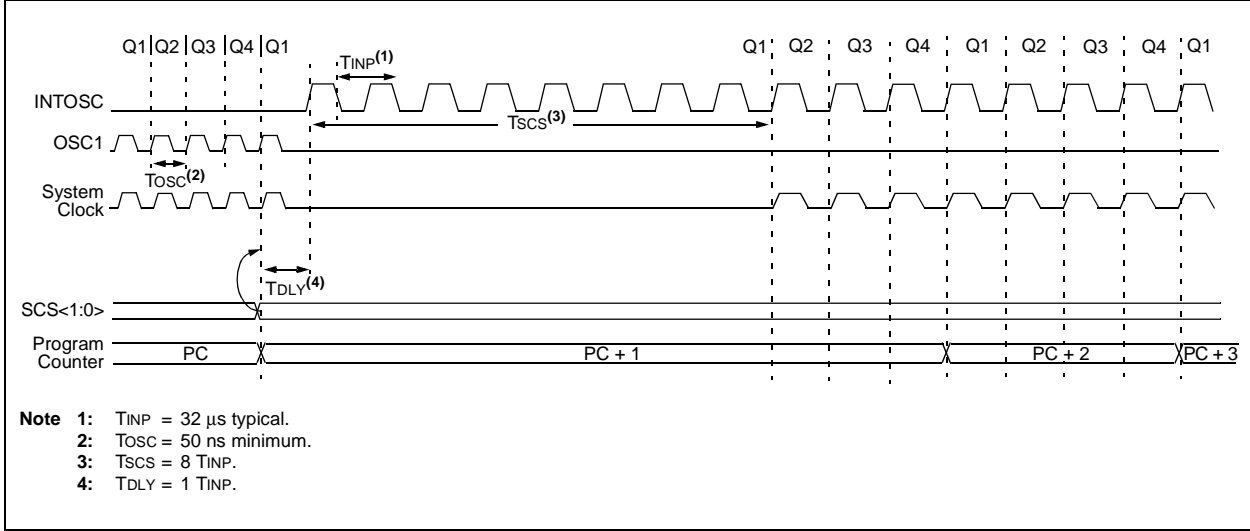 Q1 Q2 Q3 Q4 Q1 Q1 Q2 Q3 Q4 Q1 Q2 Q3 Q4 Q1
TINP(1)
INTOSC
TSCS(3)
OSC1
TOSC(2)
System
Clock
TDLY(4)
SCS<1:0>
Program
Counter
PC PC + 1 PC + 2 PC + 3
Note 1: TINP = 32 μs typical.
2: TOSC = 50 ns minimum.
3: TSCS = 8 TINP.
4: TDLY = 1 TINP.